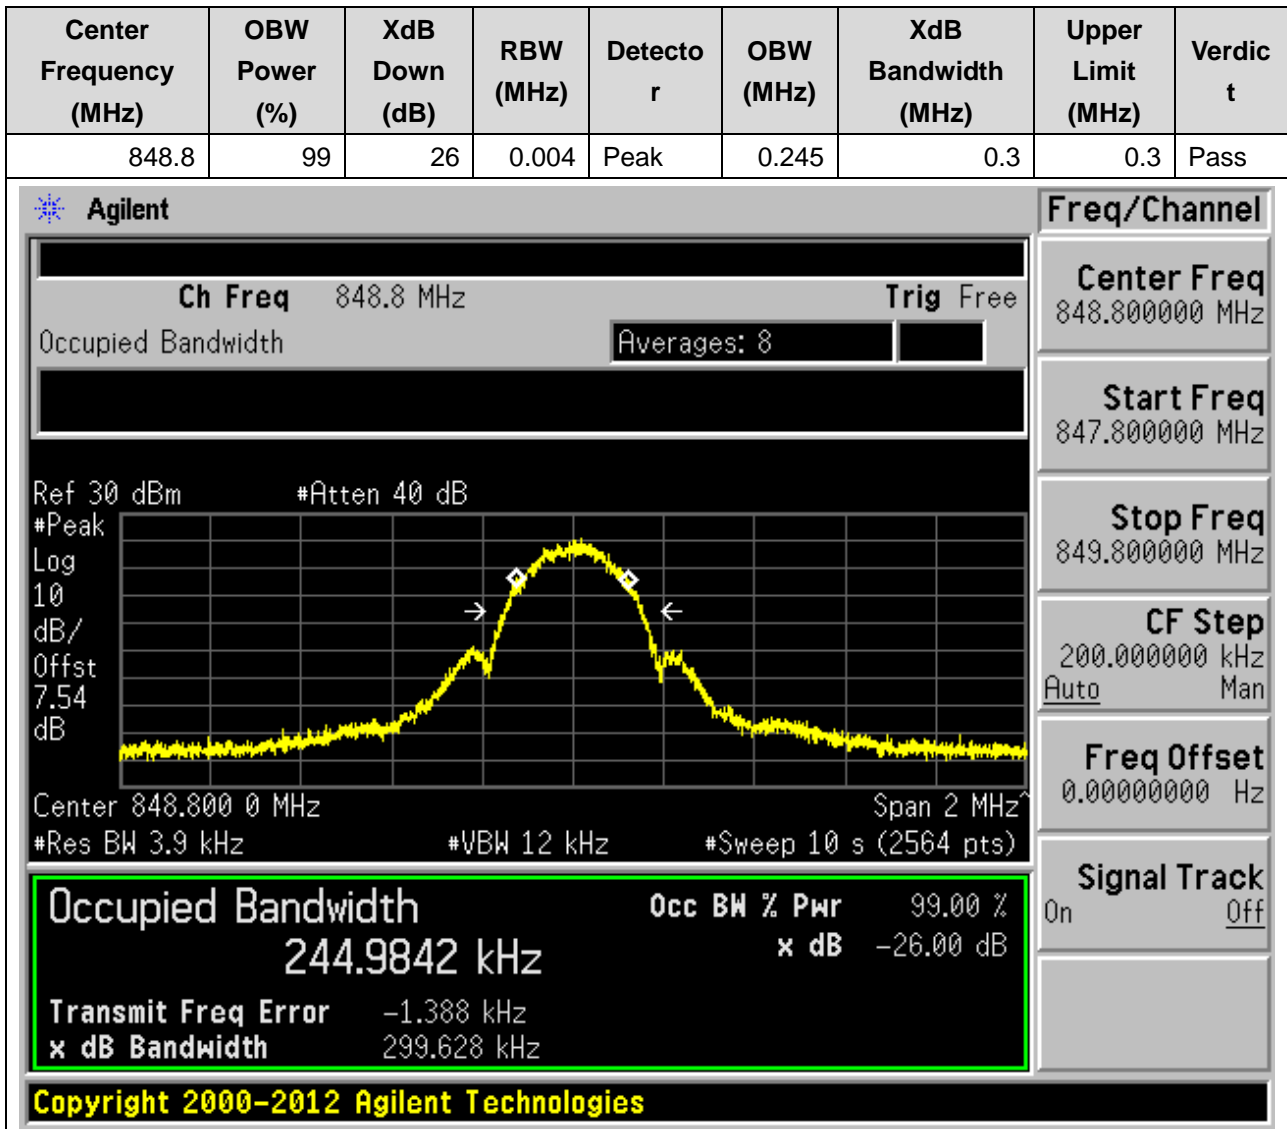 Center Frequency (MHz) OBW Power (%) XdB Down (dB) RBW (MHz) Detector OBW (MHz) XdB Bandwidth (MHz) Upper Limit (MHz) Verdict
848.8 99 26 0.004 Peak 0.245 0.3 0.3 Pass
Agilent
Freq/Channel
Ch Freq 848.8 MHz Trig Free
Occupied Bandwidth Averages: 8
Center Freq
848.800000 MHz
Start Freq
847.800000 MHz
Stop Freq
849.800000 MHz
CF Step
200.000000 kHz
Auto Man
Freq Offset
0.00000000 Hz
Signal Track
On Off
Ref 30 dBm #Atten 40 dB
#Peak
Log
10
dB/
Offst
7.54
dB
Center 848.800 0 MHz Span 2 MHz^
#Res BW 3.9 kHz #VBW 12 kHz #Sweep 10 s (2564 pts)
Occupied Bandwidth Occ BW % Pwr 99.00 %
244.9842 kHz x dB -26.00 dB
Transmit Freq Error -1.388 kHz
x dB Bandwidth 299.628 kHz
Copyright 2000-2012 Agilent Technologies